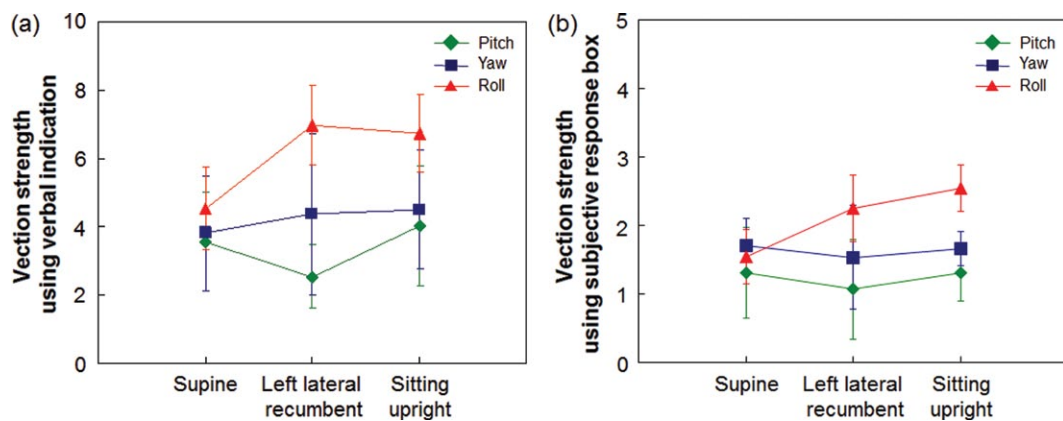 (a)
Vection strength
using verbal indication
10
8
6
4
2
0
Pitch
Yaw
Roll
Supine
Left lateral
recumbent
Sitting
upright
(b)
Vection strength
using subjective response box
5
4
3
2
1
0
Pitch
Yaw
Roll
Supine
Left lateral
recumbent
Sitting
upright